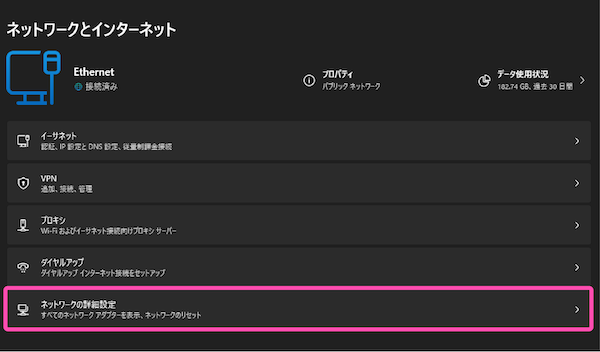 ネットワークとインターネット
Ethernet
接続済み
プロパティ
パブリック ネットワーク
データ使用状況
182.74 GB、過去 30 日間
イーサネット
認証、IP 設定と DNS 設定、従量制課金接続
VPN
追加、接続、管理
プロキシ
Wi-Fi およびイーサネット接続向けプロキシ サーバー
ダイヤルアップ
ダイヤルアップ インターネット接続をセットアップ
ネットワークの詳細設定
すべてのネットワーク アダプターを表示、ネットワークのリセット